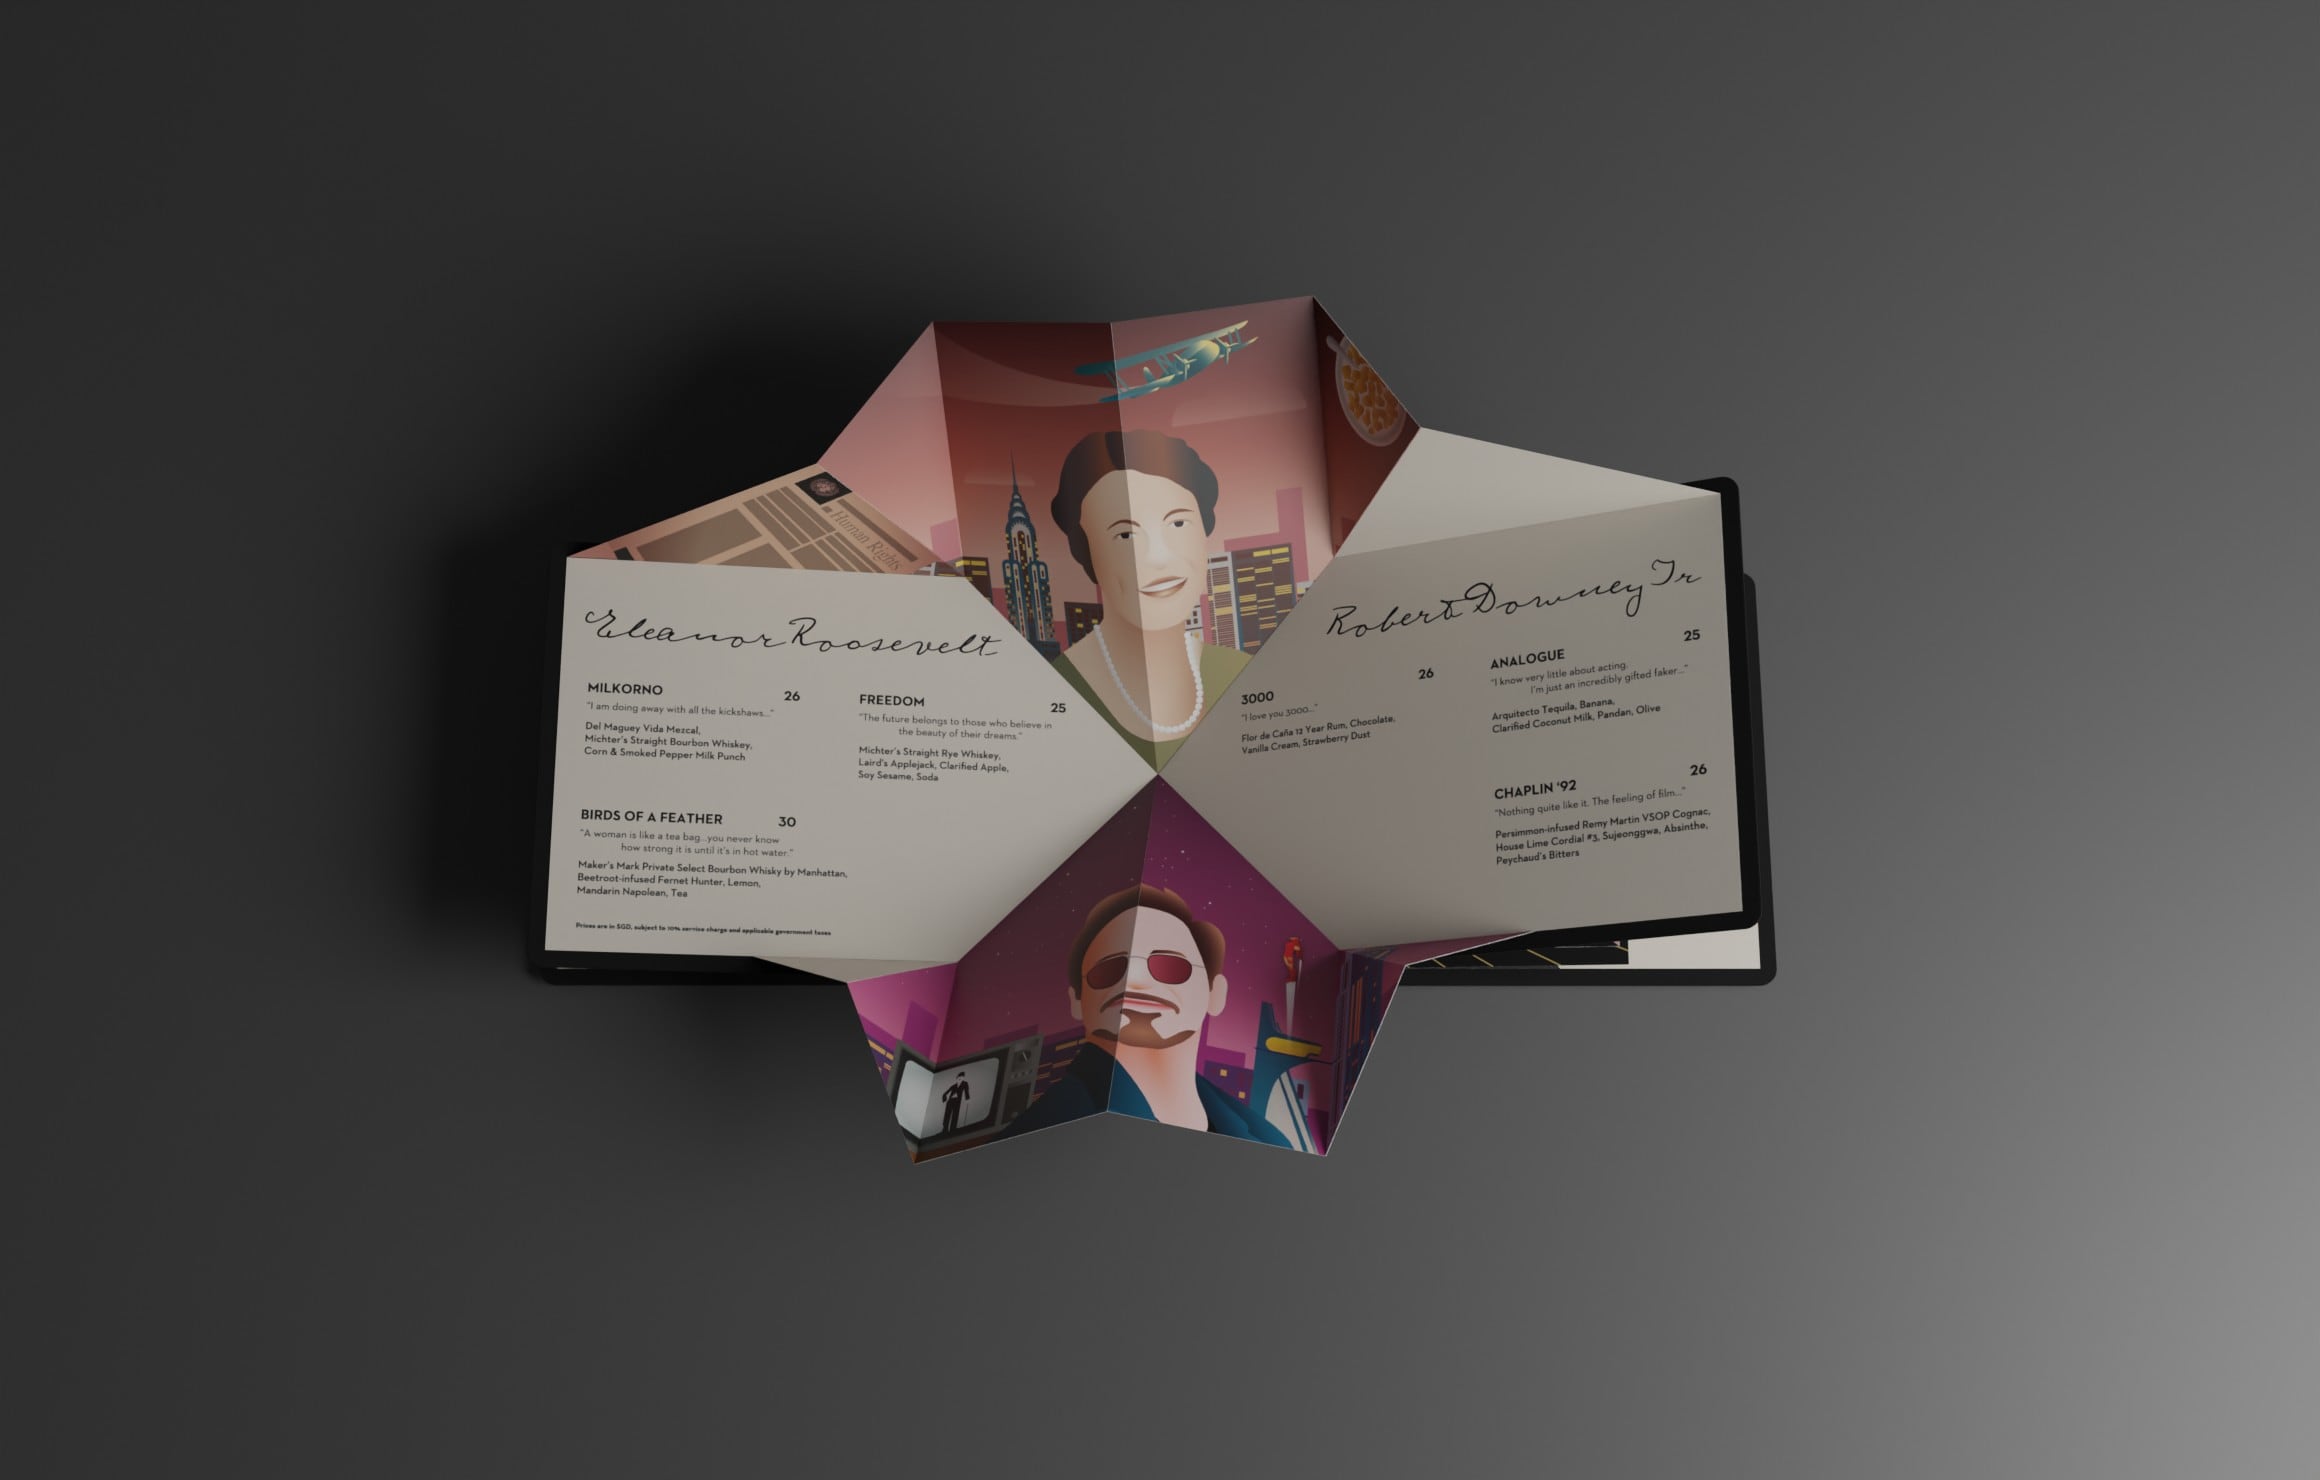 Human Rights
Eleanor Roosevelt
MILKORNO 26
"I am doing away with all the kickshaws..."
Del Maguey Vida Mezcal,
Michter's Straight Bourbon Whiskey,
Corn & Smoked Pepper Milk Punch
FREEDOM 25
"The future belongs to those who believe in
the beauty of their dreams."
Michter's Straight Rye Whiskey,
Laird's Applejack, Clarified Apple,
Soy Sesame, Soda
BIRDS OF A FEATHER 30
"A woman is like a tea bag...you never know
how strong it is until it's in hot water."
Maker's Mark Private Select Bourbon Whisky by Manhattan,
Beetroot-infused Fernet Hunter, Lemon,
Mandarin Napolean, Tea
Prices are in SGD, subject to 10% service charge and applicable government taxes
Robert Downey Jr
3000 26
"I love you 3000..."
Flor de Caña 12 Year Rum, Chocolate,
Vanilla Cream, Strawberry Dust
ANALOGUE 25
"I know very little about acting.
I'm just an incredibly gifted faker..."
Arquitecto Tequila, Banana,
Clarified Coconut Milk, Pandan, Olive
CHAPLIN '92 26
"Nothing quite like it. The feeling of film..."
Persimmon-infused Remy Martin VSOP Cognac,
House Lime Cordial #3, Sujeonggwa, Absinthe,
Peychaud's Bitters